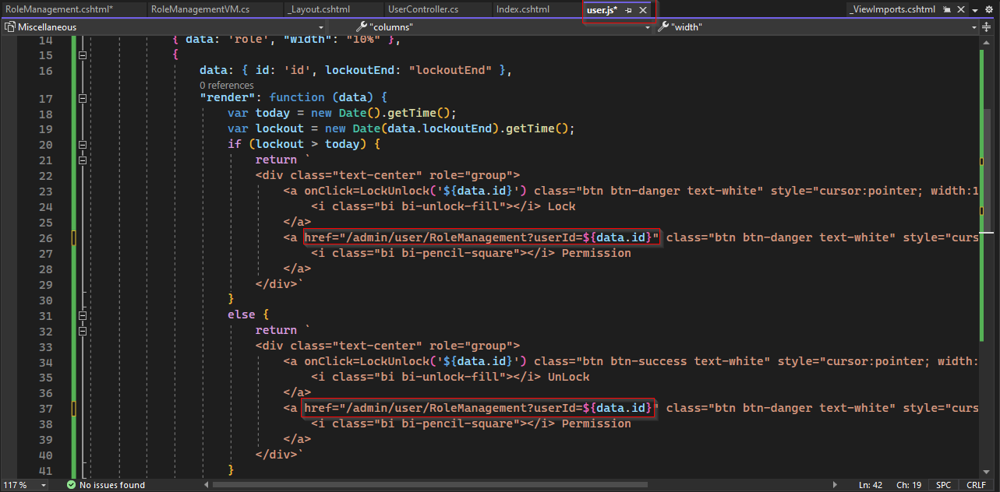 RoleManagement.cshtml* RoleManagementVM.cs _Layout.cshtml UserController.cs Index.cshtml user.js* _ViewImports.cshtml
Miscellaneous "columns" "width"
14 { data: 'role', "width": "10%" },
15 {
16 data: { id: 'id', lockoutEnd: "lockoutEnd" },
0 references
17 "render": function (data) {
18 var today = new Date().getTime();
19 var lockout = new Date(data.lockoutEnd).getTime();
20 if (lockout > today) {
21 return `
22 <div class="text-center" role="group">
23 <a onClick=LockUnlock('${data.id}') class="btn btn-danger text-white" style="cursor:pointer; width:1
24 <i class="bi bi-unlock-fill"></i> Lock
25 </a>
26 <a href="/admin/user/RoleManagement?userId=${data.id}" class="btn btn-danger text-white" style="curs
27 <i class="bi bi-pencil-square"></i> Permission
28 </a>
29 </div>`
30 }
31 else {
32 return `
33 <div class="text-center" role="group">
34 <a onClick=LockUnlock('${data.id}') class="btn btn-success text-white" style="cursor:pointer; width:
35 <i class="bi bi-unlock-fill"></i> UnLock
36 </a>
37 <a href="/admin/user/RoleManagement?userId=${data.id}" class="btn btn-danger text-white" style="curs
38 <i class="bi bi-pencil-square"></i> Permission
39 </a>
40 </div>`
41 }
117 % No issues found Ln: 42 Ch: 19 SPC CRLF